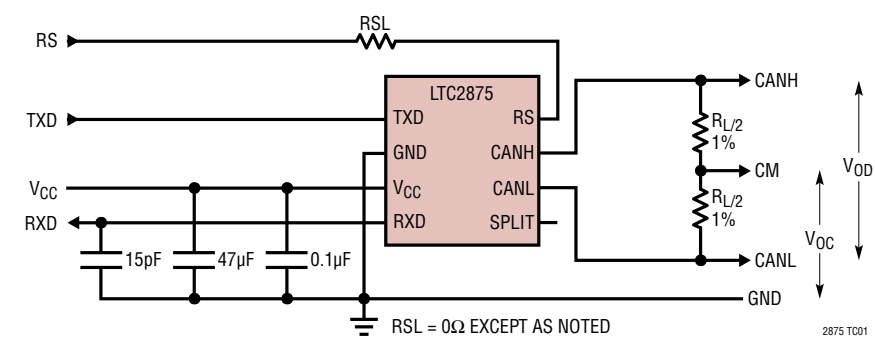 RSL
RS
LTC2875
TXD
TXD
RS
GND
CANH
VCC
VCC
CANL
RXD
RXD
SPLIT
15pF
47µF
0.1µF
CANH
RL/2
1%
CM
VOD
RL/2
1%
VOC
CANL
GND
RSL = 0Ω EXCEPT AS NOTED
2875 TC01